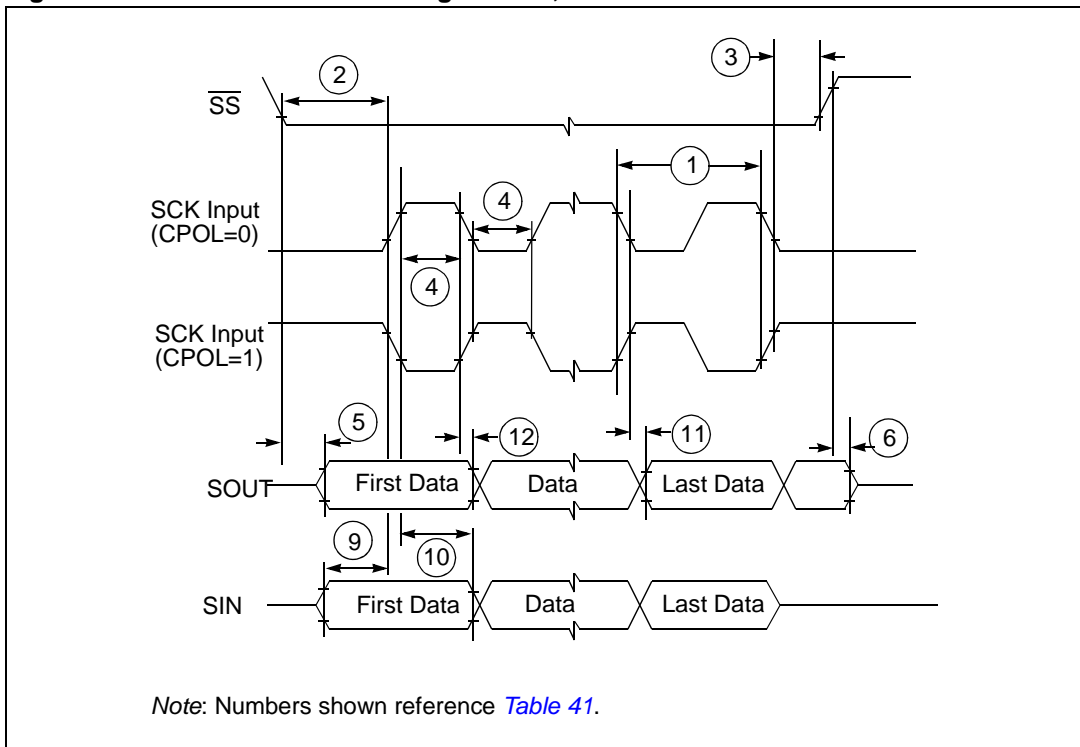 3
2
SS
1
SCK Input
(CPOL=0)
4
4
SCK Input
(CPOL=1)
5
12
11
6
SOUT
First Data
Data
Last Data
9
10
SIN
First Data
Data
Last Data
Note: Numbers shown reference Table 41.